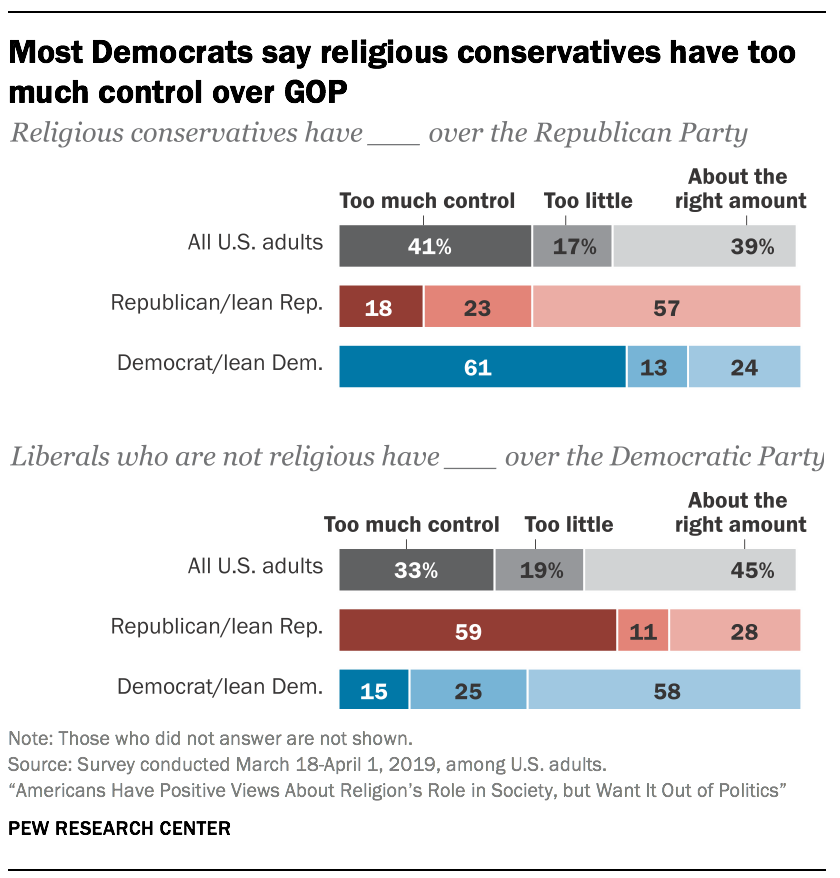 Most Democrats say religious conservatives have too
much control over GOP
Religious conservatives have ___ over the Republican Party
Too much control Too little About the
right amount
All U.S. adults 41% 17% 39%
Republican/lean Rep. 18 23 57
Democrat/lean Dem. 61 13 24
Liberals who are not religious have ___ over the Democratic Party
Too much control Too little About the
right amount
All U.S. adults 33% 19% 45%
Republican/lean Rep. 59 11 28
Democrat/lean Dem. 15 25 58
Note: Those who did not answer are not shown.
Source: Survey conducted March 18-April 1, 2019, among U.S. adults.
“Americans Have Positive Views About Religion’s Role in Society, but Want It Out of Politics”
PEW RESEARCH CENTER